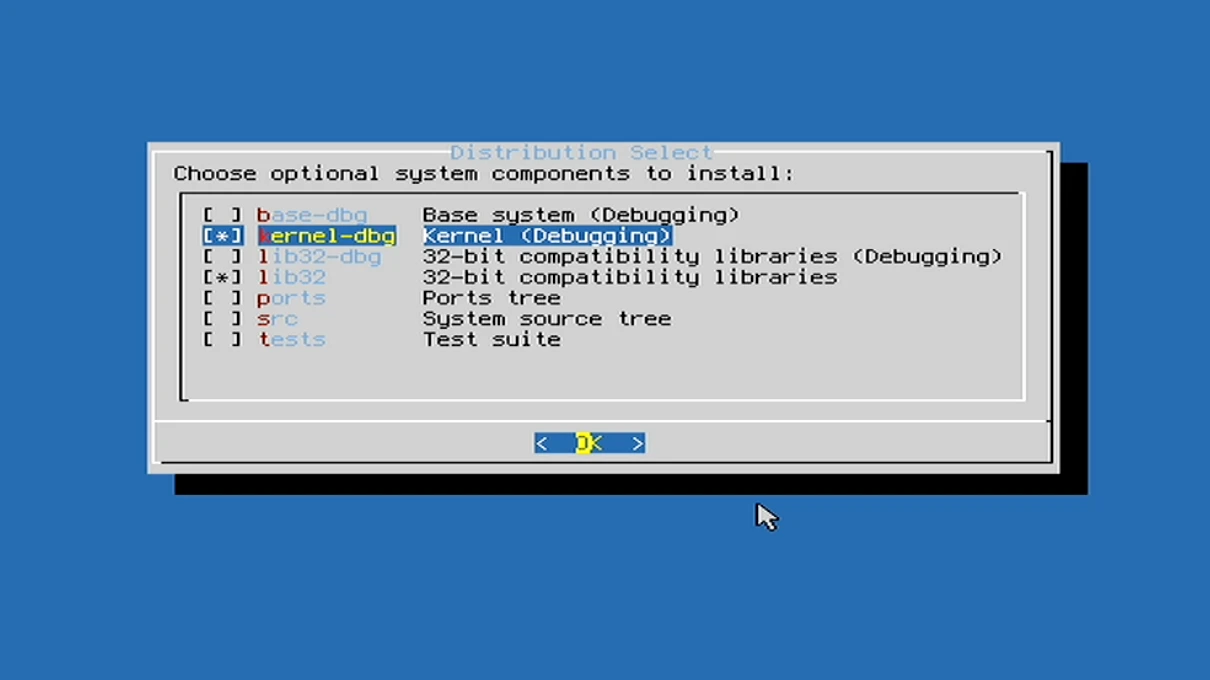 Distribution Select
Choose optional system components to install:
[ ] base-dbg Base system (Debugging)
[*] kernel-dbg Kernel (Debugging)
[ ] lib32-dbg 32-bit compatibility libraries (Debugging)
[*] lib32 32-bit compatibility libraries
[ ] ports Ports tree
[ ] src System source tree
[ ] tests Test suite
< OK >